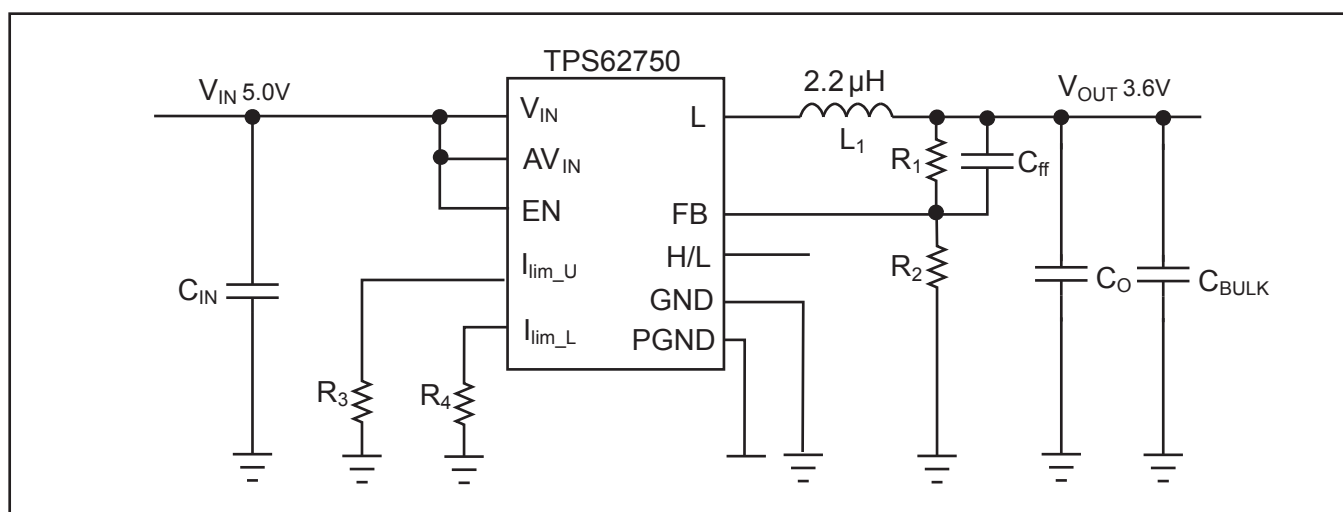 TPS62750
V_IN 5.0V
2.2 µH
V_OUT 3.6V
V_IN
L
L_1
AV_IN
R_1
C_ff
EN
FB
I_lim_U
H/L
R_2
C_IN
GND
C_O
C_BULK
I_lim_L
PGND
R_3
R_4